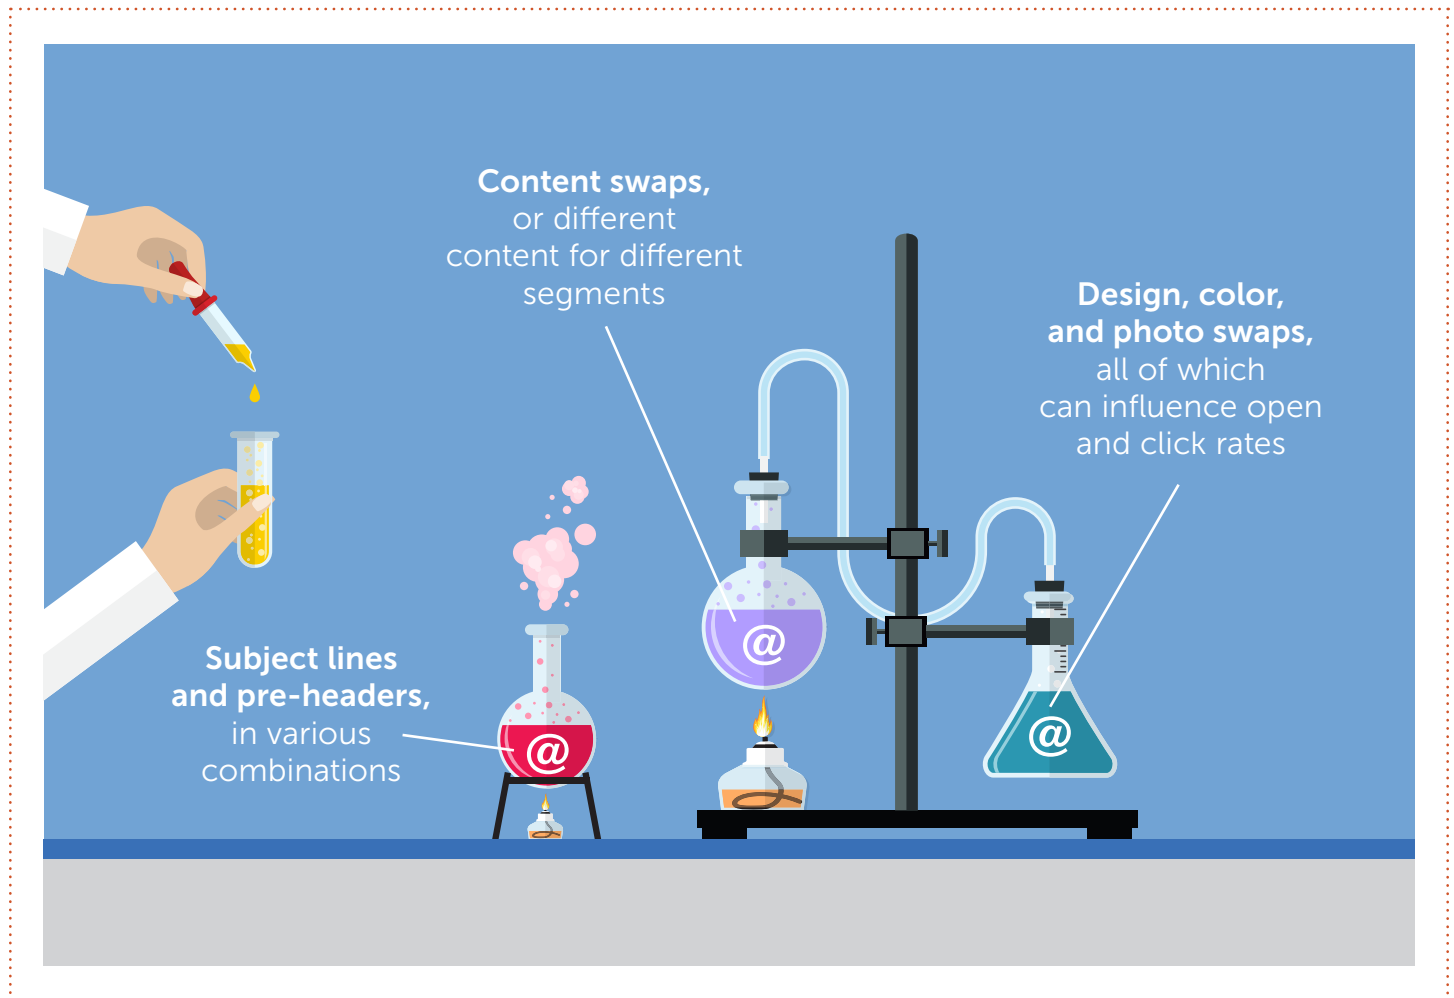 Content swaps,
or different
content for different
segments
Design, color,
and photo swaps,
all of which
can influence open
and click rates
Subject lines
and pre-headers,
in various
combinations
@
@
@